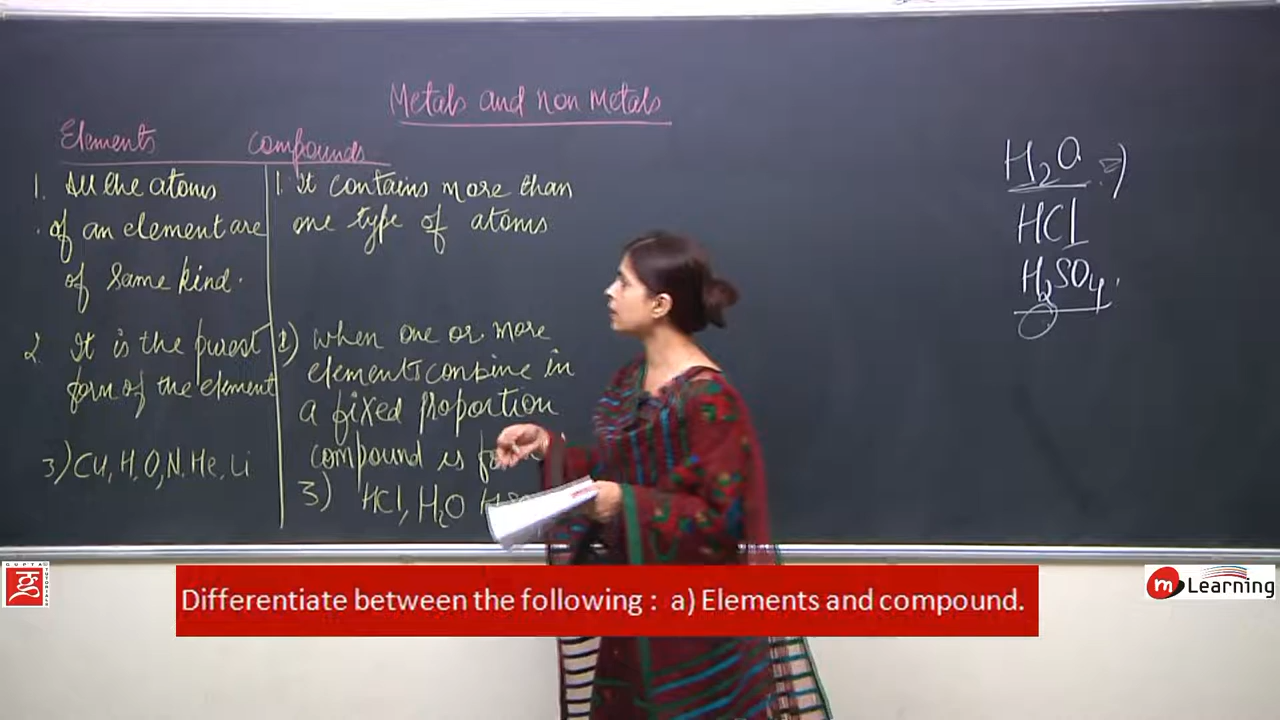 Metals and non Metals
Elements
compounds
1. All the atoms
of an element are
of same kind.
2. It is the purest
form of the element
3) Cu, H, O, N, He, Li
1. It contains more than
one type of atoms
2) when one or more
elements combine in
a fixed proportion
compound is
3) HCl, H2O
H2O
HCl
H2SO4
GUPTA
TUTORIALS
Differentiate between the following : a) Elements and compound.
m Learning